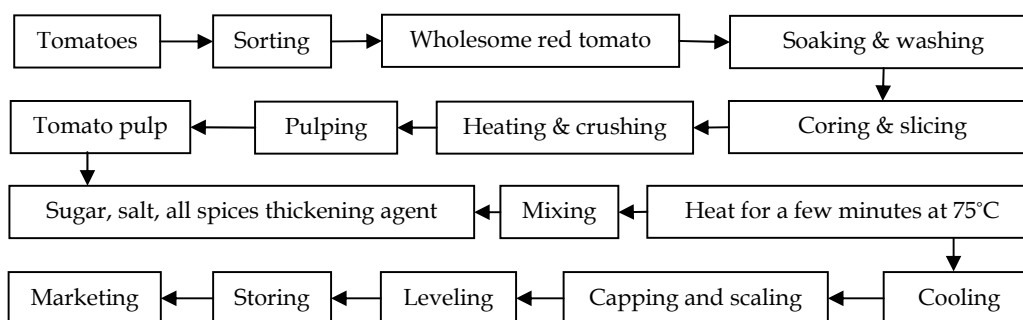 Tomatoes
Sorting
Wholesome red tomato
Soaking & washing
Tomato pulp
Pulping
Heating & crushing
Coring & slicing
Sugar, salt, all spices thickening agent
Mixing
Heat for a few minutes at 75°C
Marketing
Storing
Leveling
Capping and scaling
Cooling